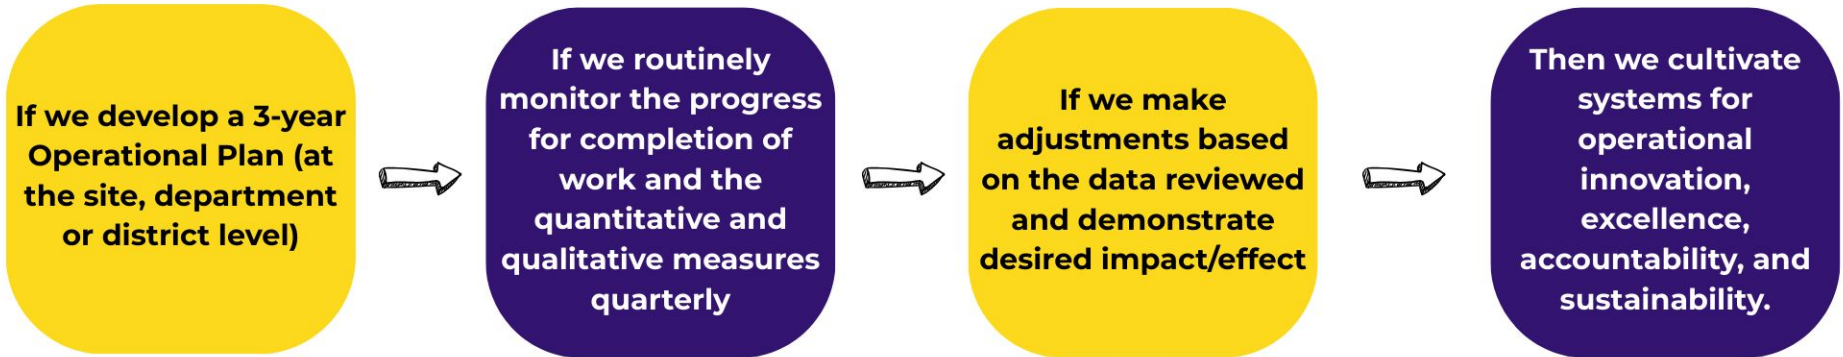 If we develop a 3-year
Operational Plan (at
the site, department
or district level)
If we routinely
monitor the progress
for completion of
work and the
quantitative and
qualitative measures
quarterly
If we make
adjustments based
on the data reviewed
and demonstrate
desired impact/effect
Then we cultivate
systems for
operational
innovation,
excellence,
accountability, and
sustainability.